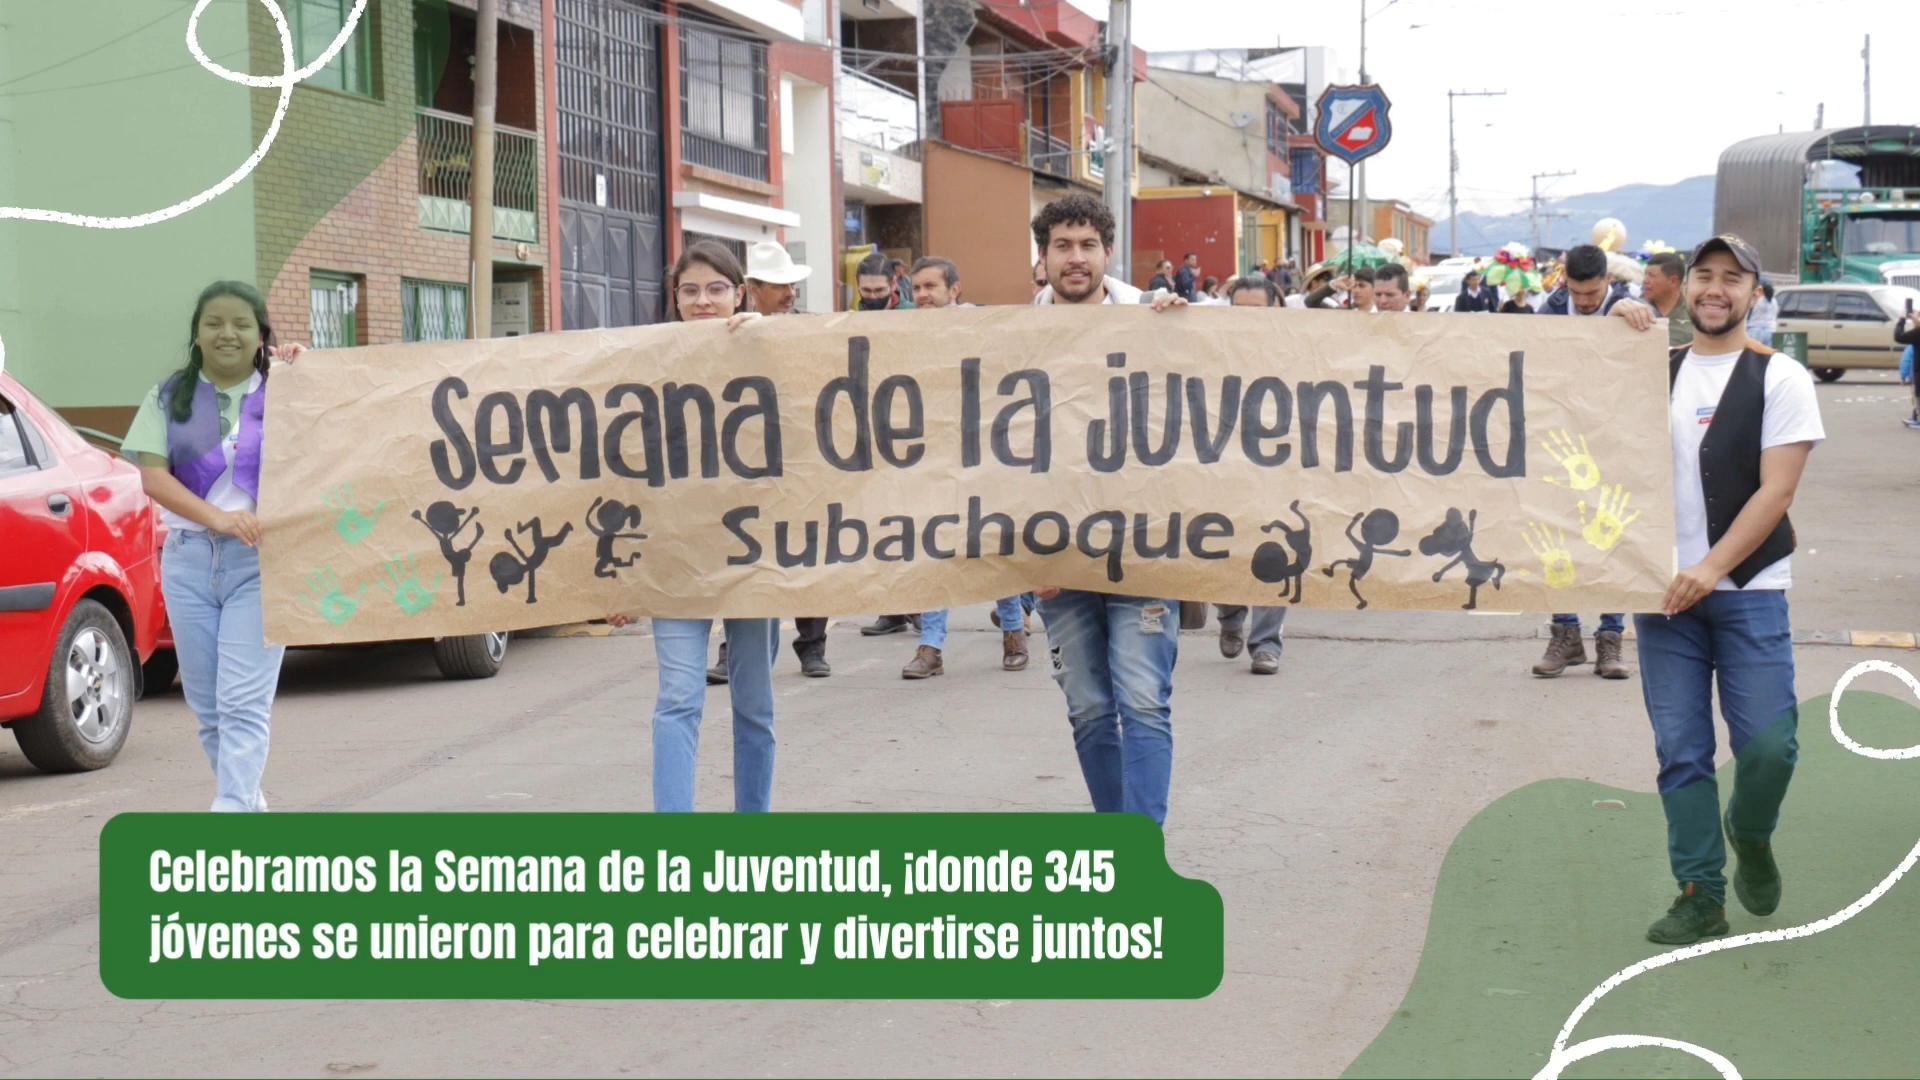 Semana de la juventud
Subachoque
Celebramos la Semana de la Juventud, ¡donde 345
jóvenes se unieron para celebrar y divertirse juntos!